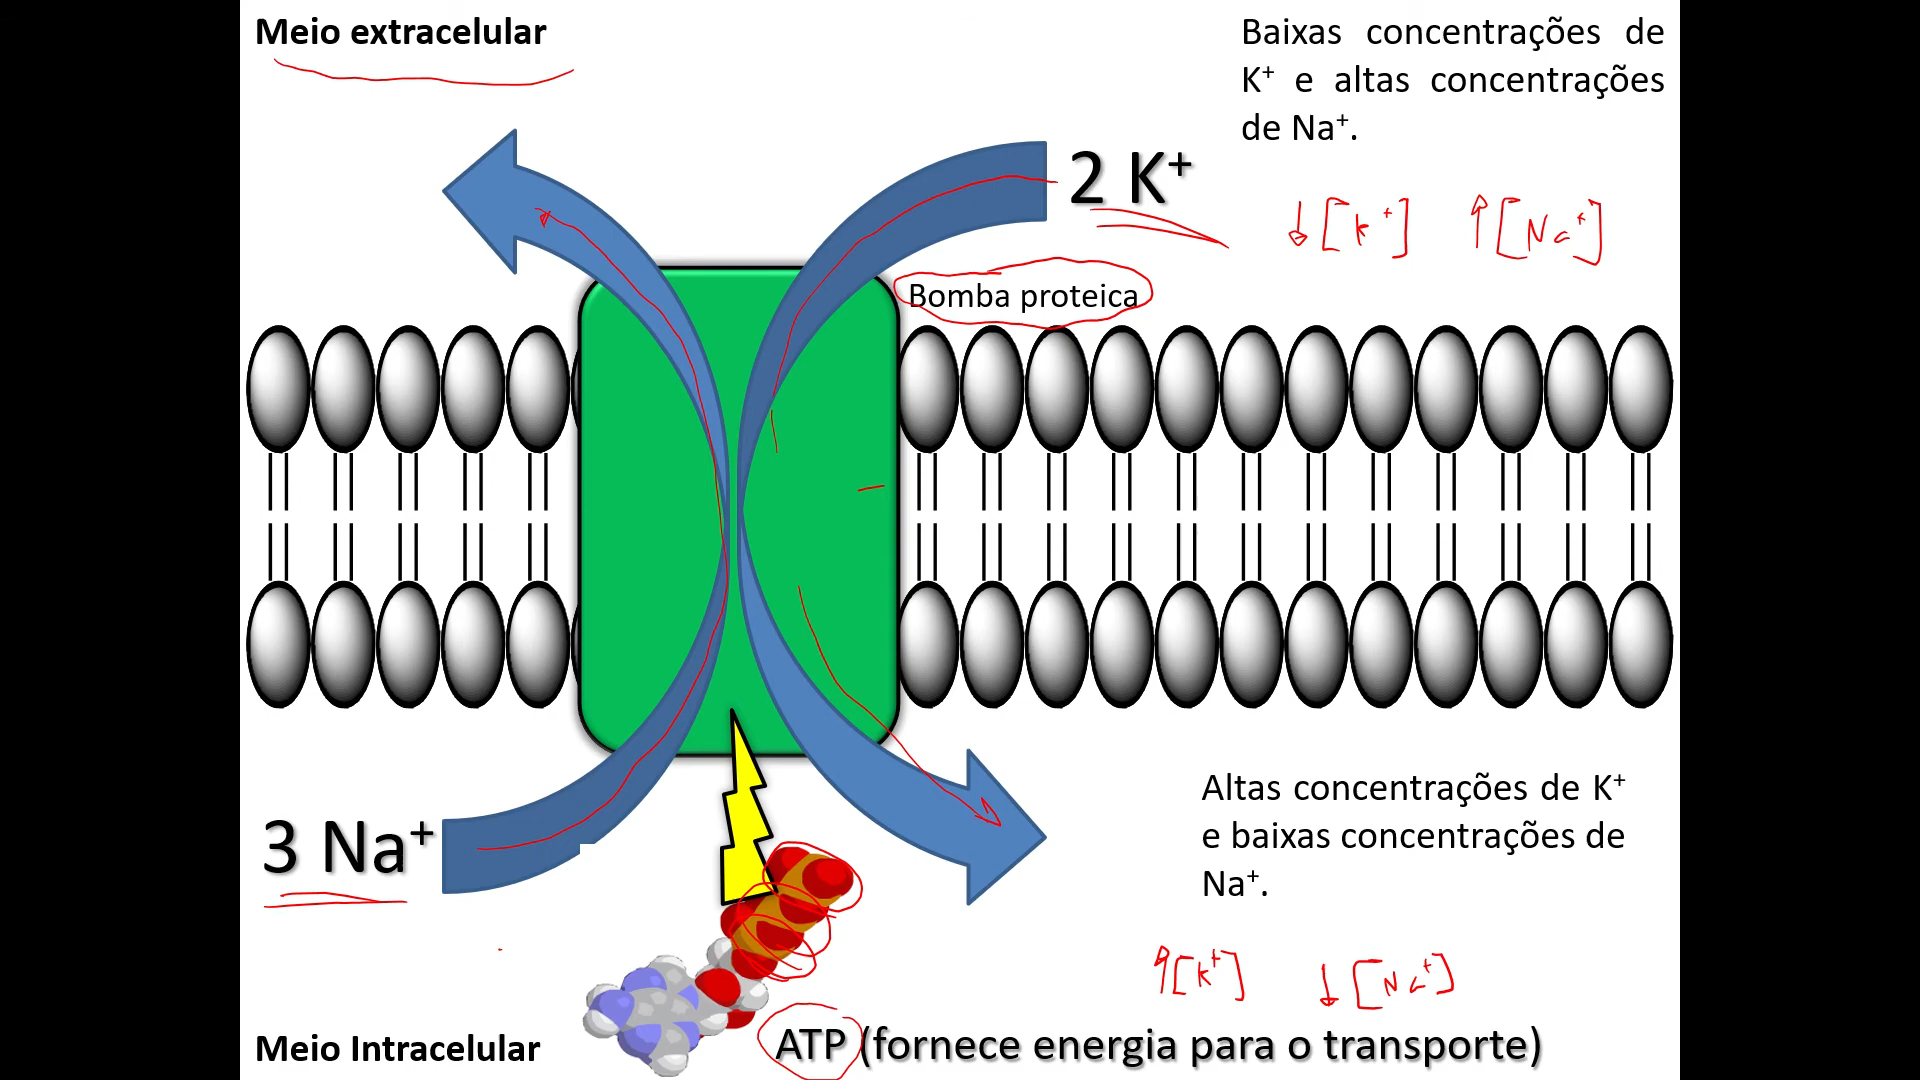 Meio extracelular
Baixas concentrações de
K⁺ e altas concentrações
de Na⁺.
2 K⁺
↓ [K⁺] ↑ [Na⁺]
Bomba proteica
Altas concentrações de K⁺
e baixas concentrações de
Na⁺.
3 Na⁺
↑ [K⁺] ↓ [Na⁺]
Meio Intracelular
ATP (fornece energia para o transporte)